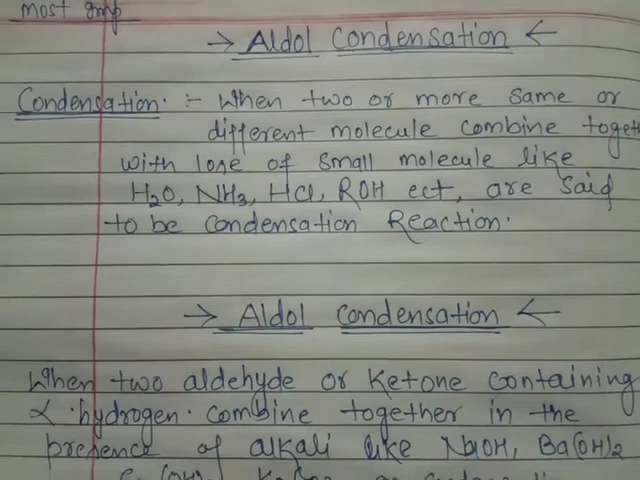 most imp
→ Aldol Condensation ←
Condensation :- When two or more same or
different molecule combine togeth
with lose of small molecule like
H2O, NH3, HCl, ROH ect, are said
to be condensation Reaction.
→ Aldol condensation ←
When two aldehyde or Ketone containing
α hydrogen combine together in the
presence of alkali like NaOH, Ba(OH)2